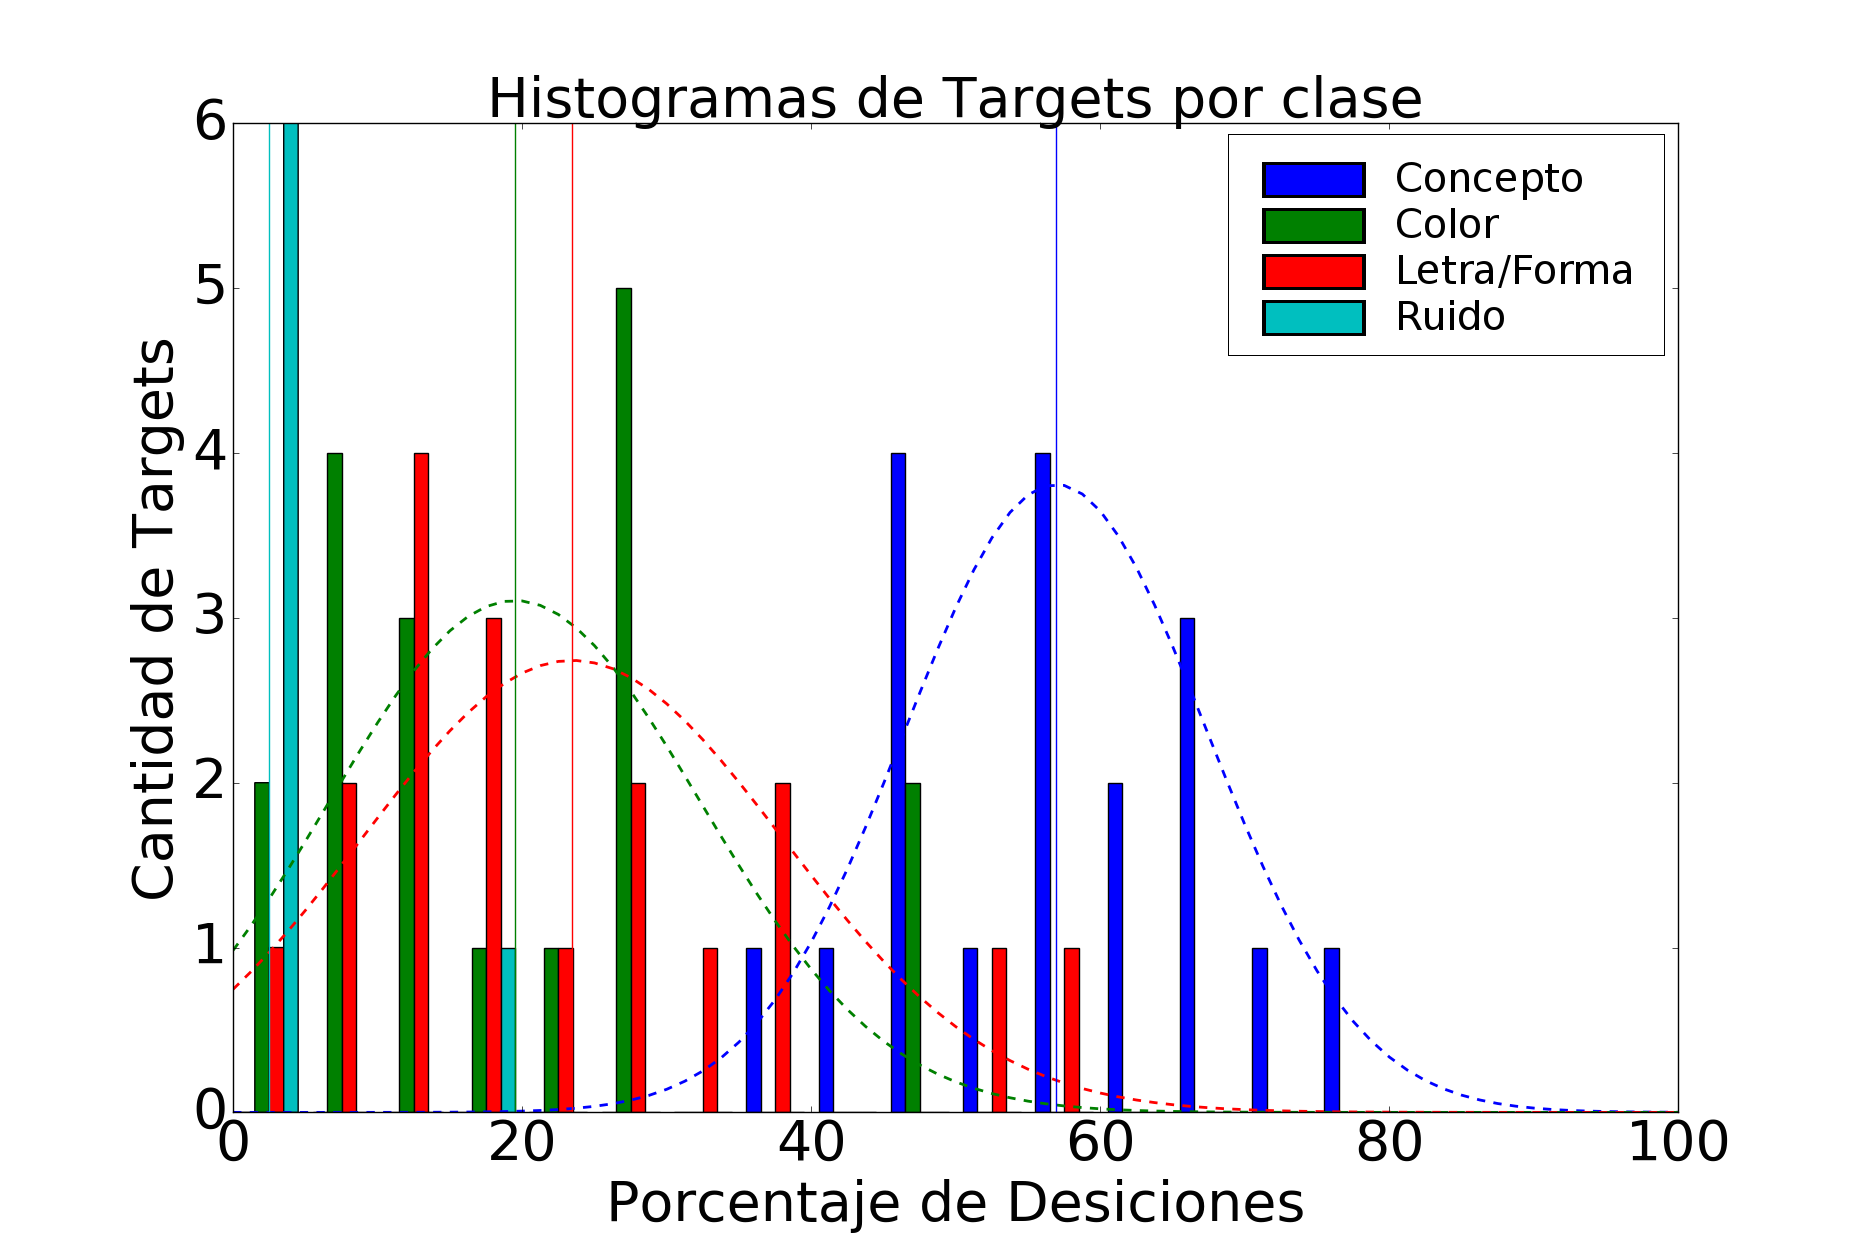 Histogramas de Targets por clase
6
5
4
3
2
1
0
Cantidad de Targets
Concepto
Color
Letra/Forma
Ruido
0 20 40 60 80 100
Porcentaje de Desiciones